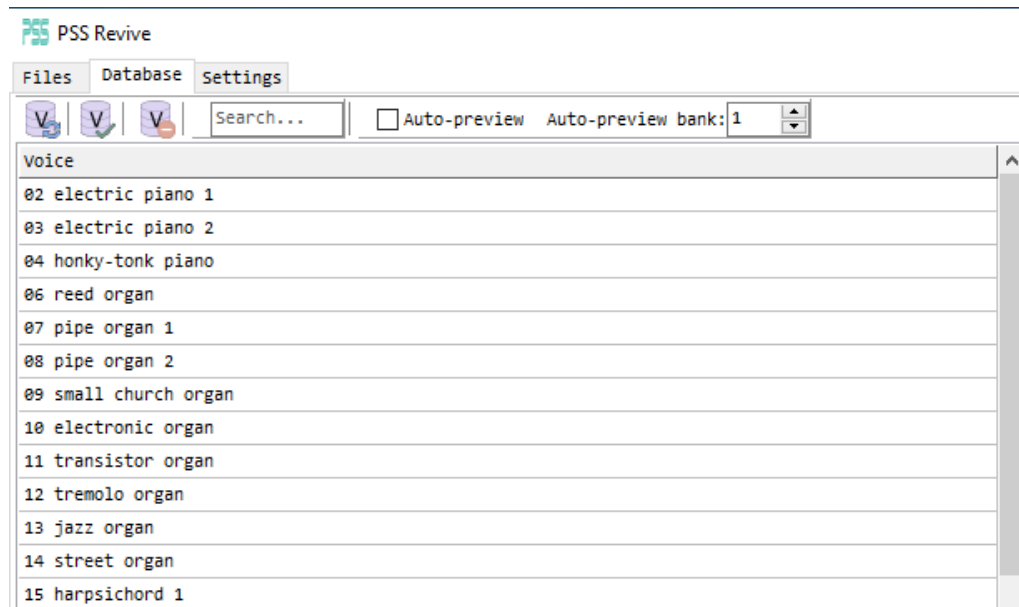 PSS PSS Revive
Files Database Settings
V V V Search... Auto-preview Auto-preview bank: 1
Voice
02 electric piano 1
03 electric piano 2
04 honky-tonk piano
06 reed organ
07 pipe organ 1
08 pipe organ 2
09 small church organ
10 electronic organ
11 transistor organ
12 tremolo organ
13 jazz organ
14 street organ
15 harpsichord 1